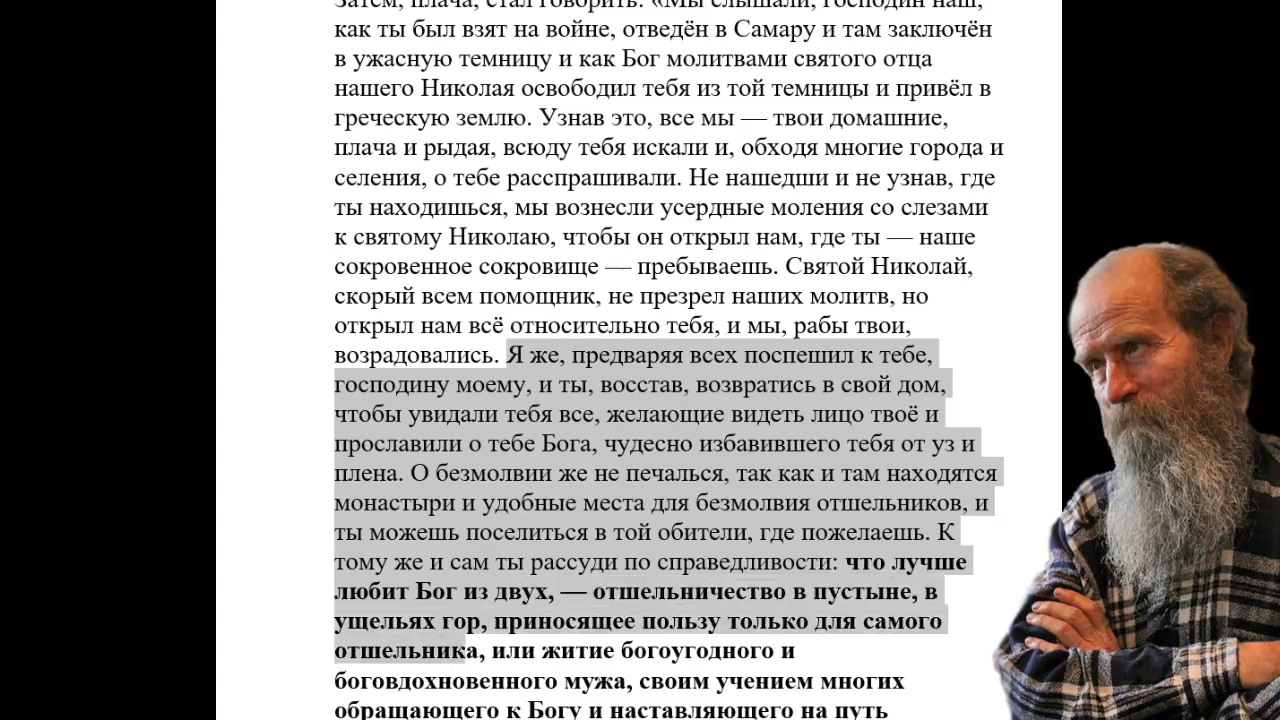 Затем, плача, стал говорить: «Мы слышали, господин наш,
как ты был взят на войне, отведён в Самару и там заключён
в ужасную темницу и как Бог молитвами святого отца
нашего Николая освободил тебя из той темницы и привёл в
греческую землю. Узнав это, все мы — твои домашние,
плача и рыдая, всюду тебя искали и, обходя многие города и
селения, о тебе расспрашивали. Не нашедши и не узнав, где
ты находишься, мы вознесли усердные моления со слезами
к святому Николаю, чтобы он открыл нам, где ты — наше
сокровенное сокровище — пребываешь. Святой Николай,
скорый всем помощник, не презрел наших молитв, но
открыл нам всё относительно тебя, и мы, рабы твои,
возрадовались. Я же, предваряя всех поспешил к тебе,
господину моему, и ты, восстав, возвратись в свой дом,
чтобы увидали тебя все, желающие видеть лицо твоё и
прославили о тебе Бога, чудесно избавившего тебя от уз и
плена. О безмолвии же не печалься, так как и там находятся
монастыри и удобные места для безмолвия отшельников, и
ты можешь поселиться в той обители, где пожелаешь. К
тому же и сам ты рассуди по справедливости: что лучше
любит Бог из двух, — отшельничество в пустыне, в
ущельях гор, приносящее пользу только для самого
отшельника, или житие богоугодного и
боговдохновенного мужа, своим учением многих
обращающего к Богу и наставляющего на путь